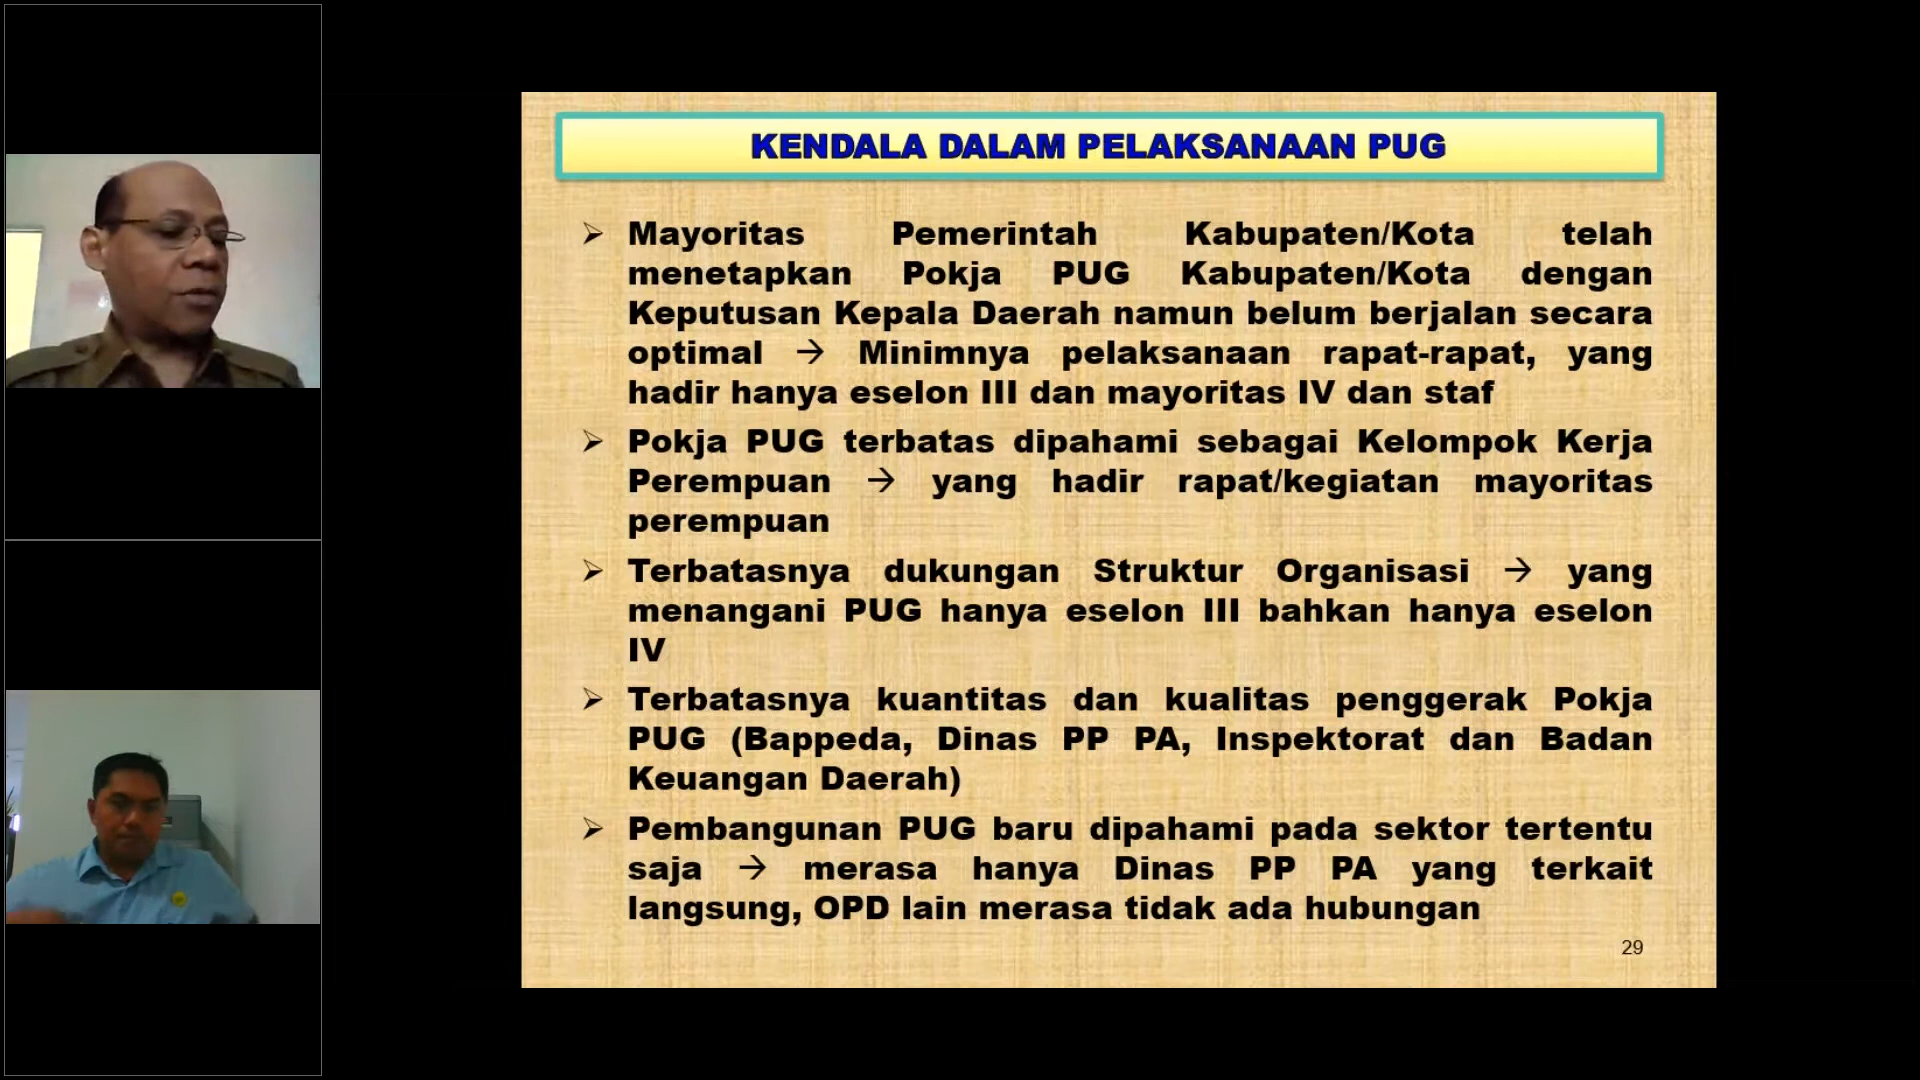 KENDALA DALAM PELAKSANAAN PUG
➢ Mayoritas Pemerintah Kabupaten/Kota telah
menetapkan Pokja PUG Kabupaten/Kota dengan
Keputusan Kepala Daerah namun belum berjalan secara
optimal → Minimnya pelaksanaan rapat-rapat, yang
hadir hanya eselon III dan mayoritas IV dan staf
➢ Pokja PUG terbatas dipahami sebagai Kelompok Kerja
Perempuan → yang hadir rapat/kegiatan mayoritas
perempuan
➢ Terbatasnya dukungan Struktur Organisasi → yang
menangani PUG hanya eselon III bahkan hanya eselon
IV
➢ Terbatasnya kuantitas dan kualitas penggerak Pokja
PUG (Bappeda, Dinas PP PA, Inspektorat dan Badan
Keuangan Daerah)
➢ Pembangunan PUG baru dipahami pada sektor tertentu
saja → merasa hanya Dinas PP PA yang terkait
langsung, OPD lain merasa tidak ada hubungan
29